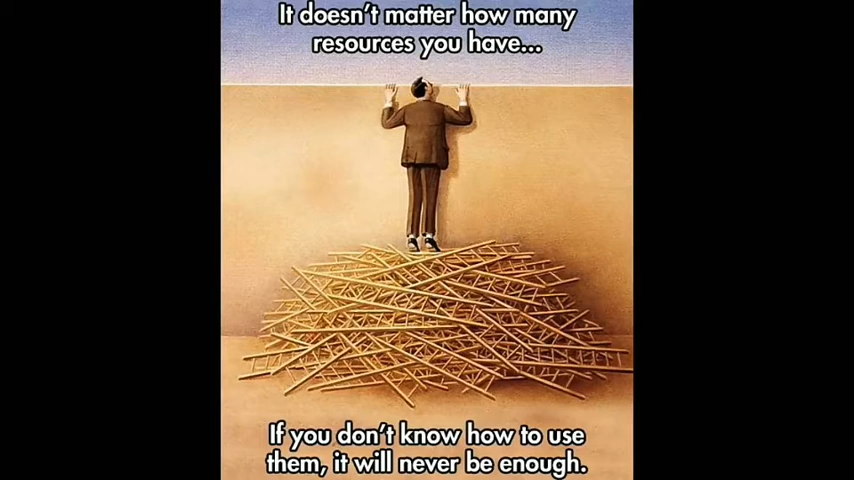 It doesn't matter how many
resources you have...
If you don't know how to use
them, it will never be enough.